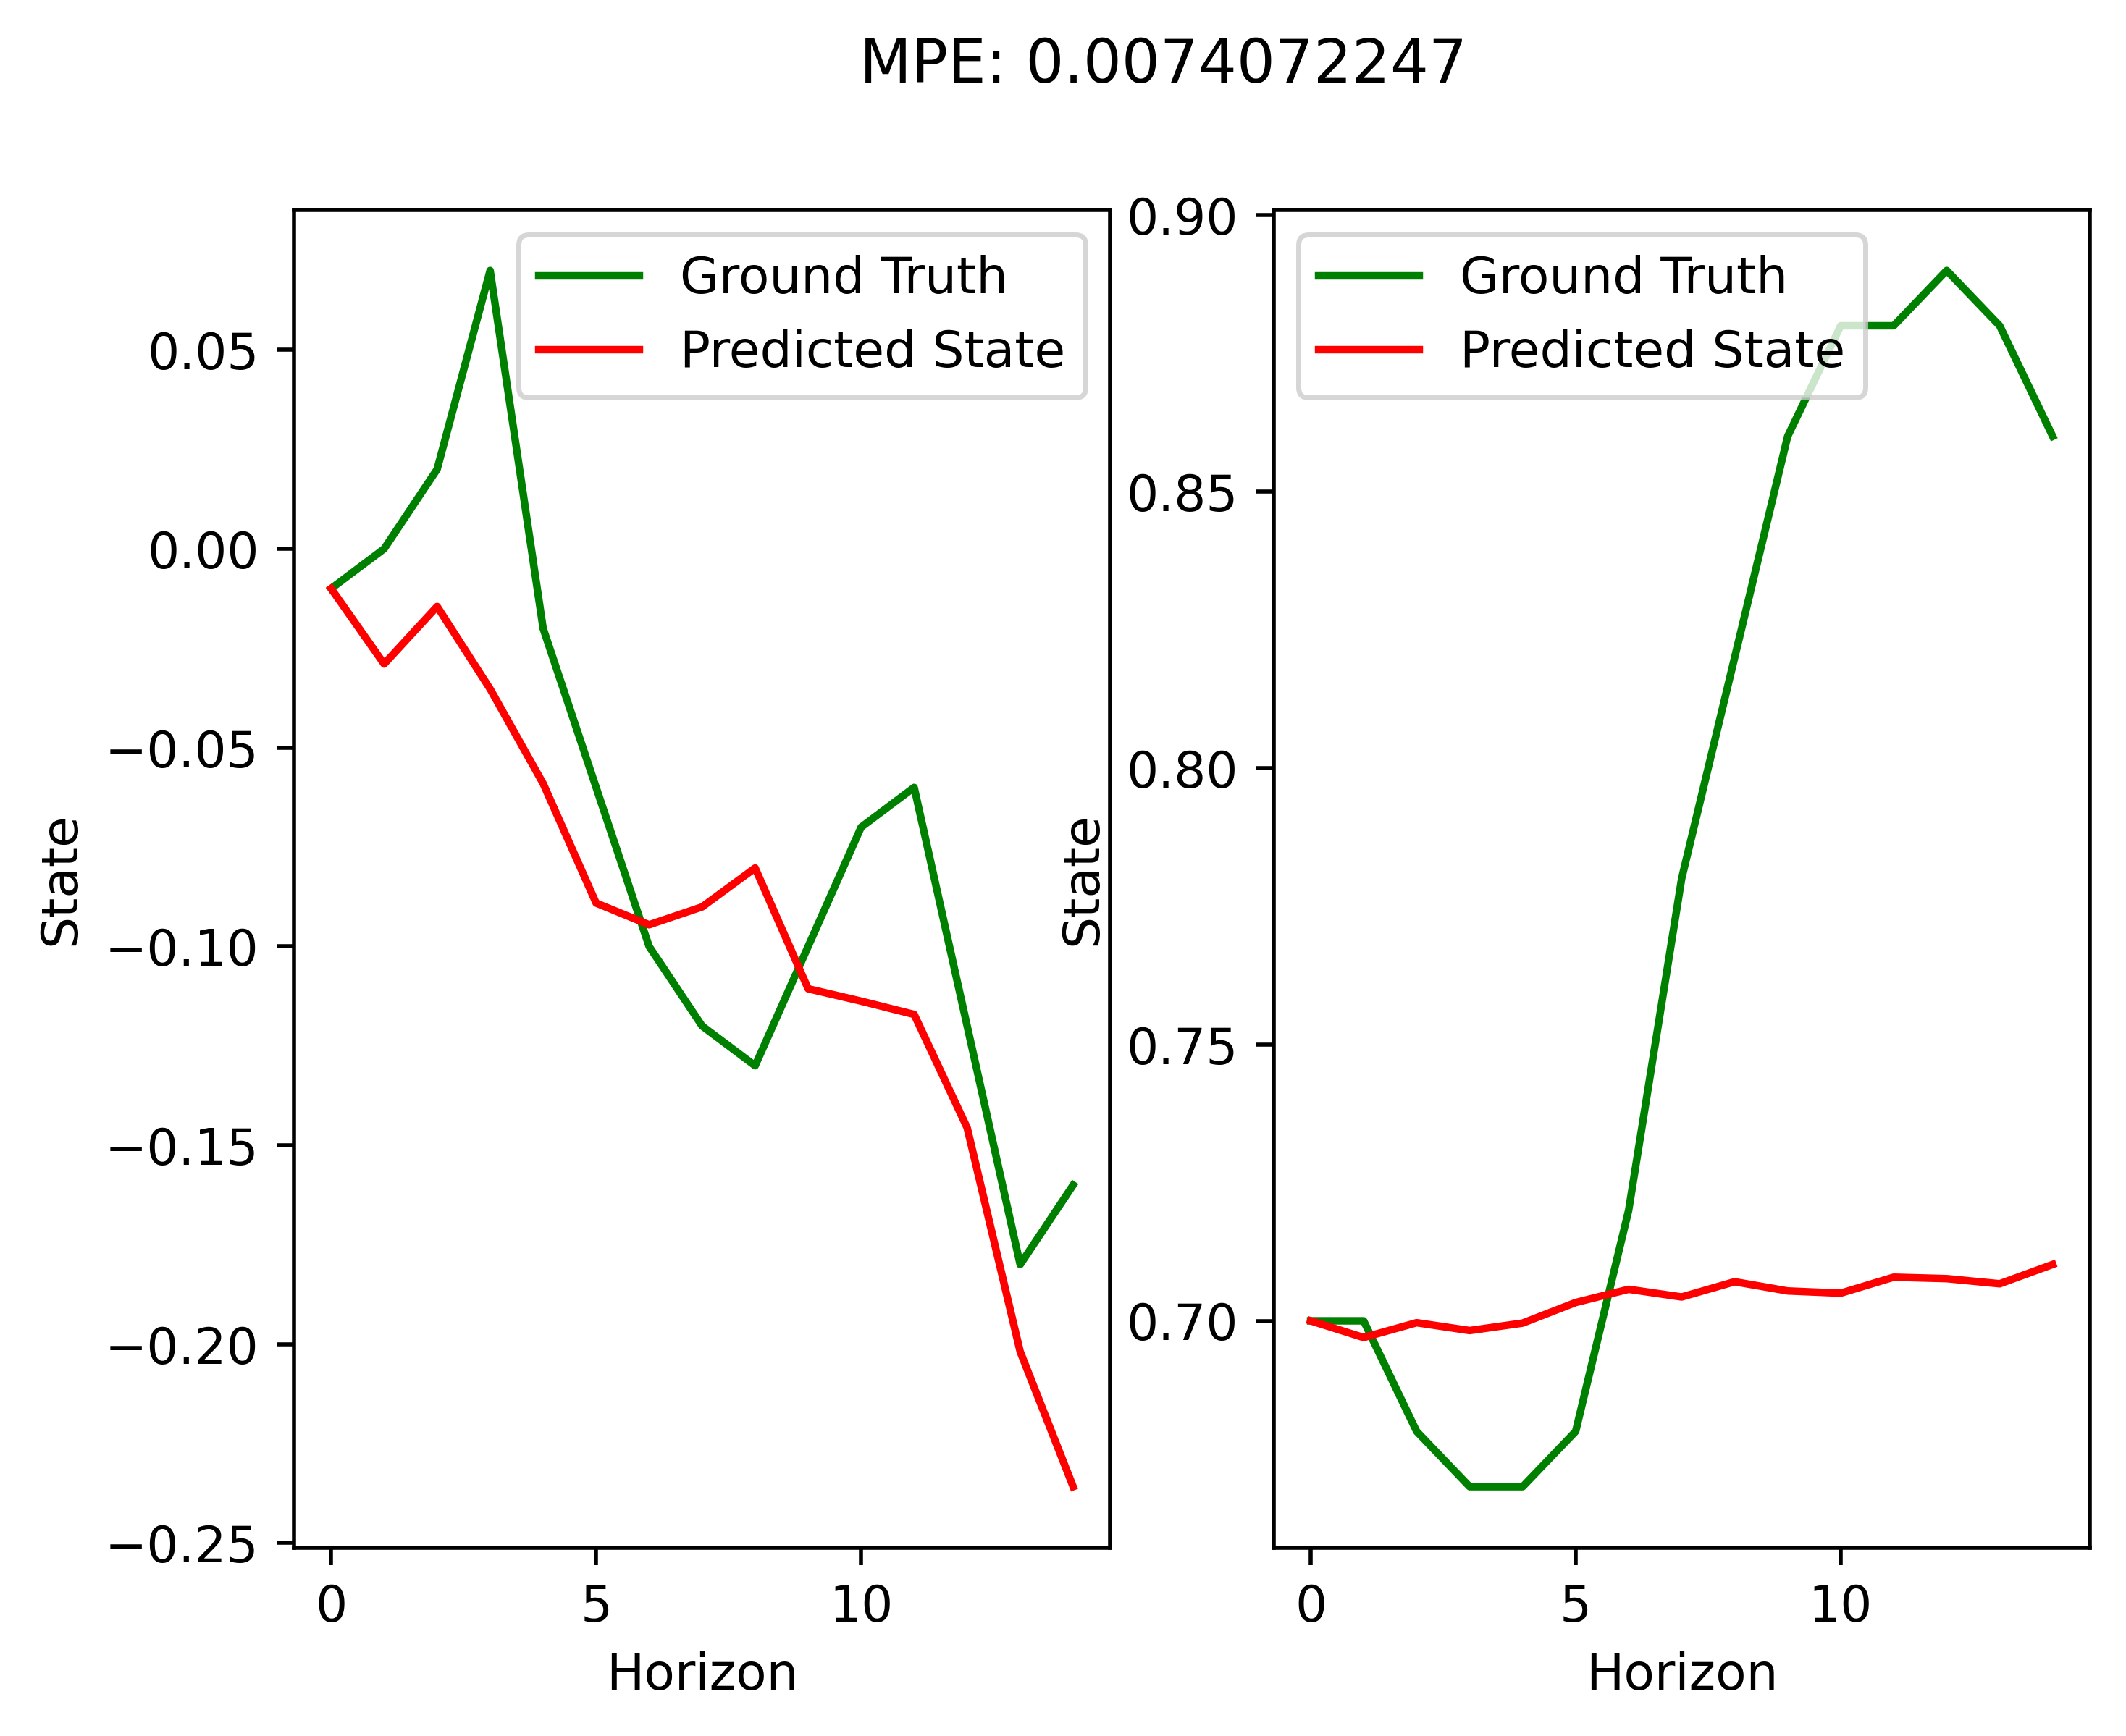 MPE: 0.0074072247
Ground Truth
Predicted State
0.05
0.00
−0.05
−0.10
−0.15
−0.20
−0.25
State
0
5
10
Horizon
Ground Truth
Predicted State
0.90
0.85
0.80
0.75
0.70
State
0
5
10
Horizon